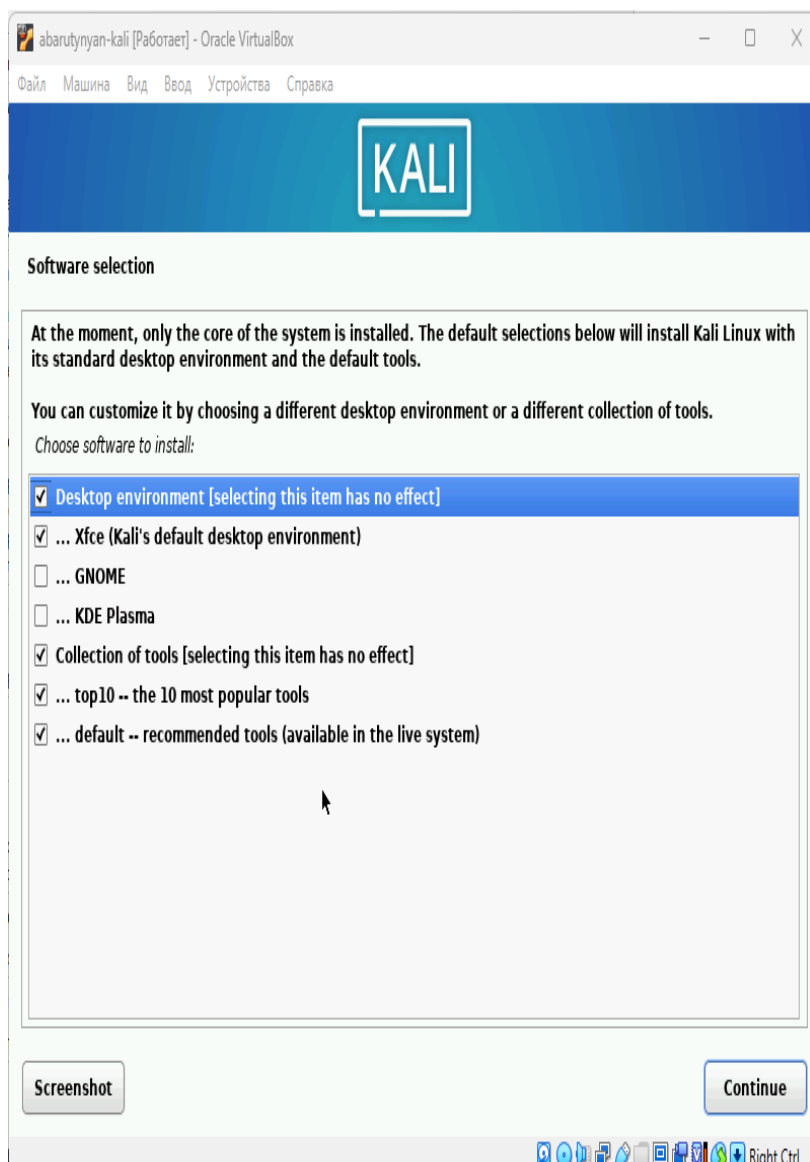 abarutynyan-kali [Работает] - Oracle VirtualBox
Файл Машина Вид Ввод Устройства Справка
KALI
Software selection
At the moment, only the core of the system is installed. The default selections below will install Kali Linux with
its standard desktop environment and the default tools.
You can customize it by choosing a different desktop environment or a different collection of tools.
Choose software to install:
Desktop environment [selecting this item has no effect]
... Xfce (Kali's default desktop environment)
... GNOME
... KDE Plasma
Collection of tools [selecting this item has no effect]
... top10 -- the 10 most popular tools
... default -- recommended tools (available in the live system)
Screenshot
Continue
Right Ctrl